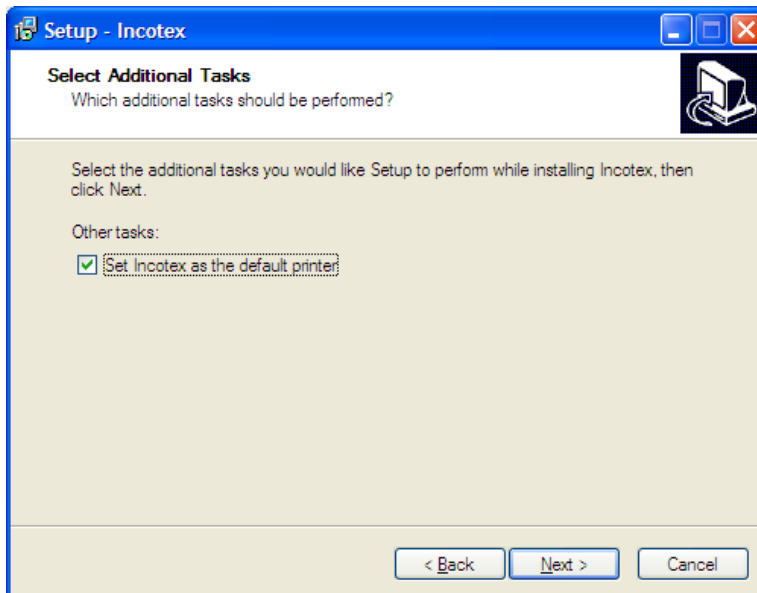 Setup - Incotex
Select Additional Tasks
Which additional tasks should be performed?
Select the additional tasks you would like Setup to perform while installing Incotex, then
click Next.
Other tasks:
Set Incotex as the default printer
< Back
Next >
Cancel